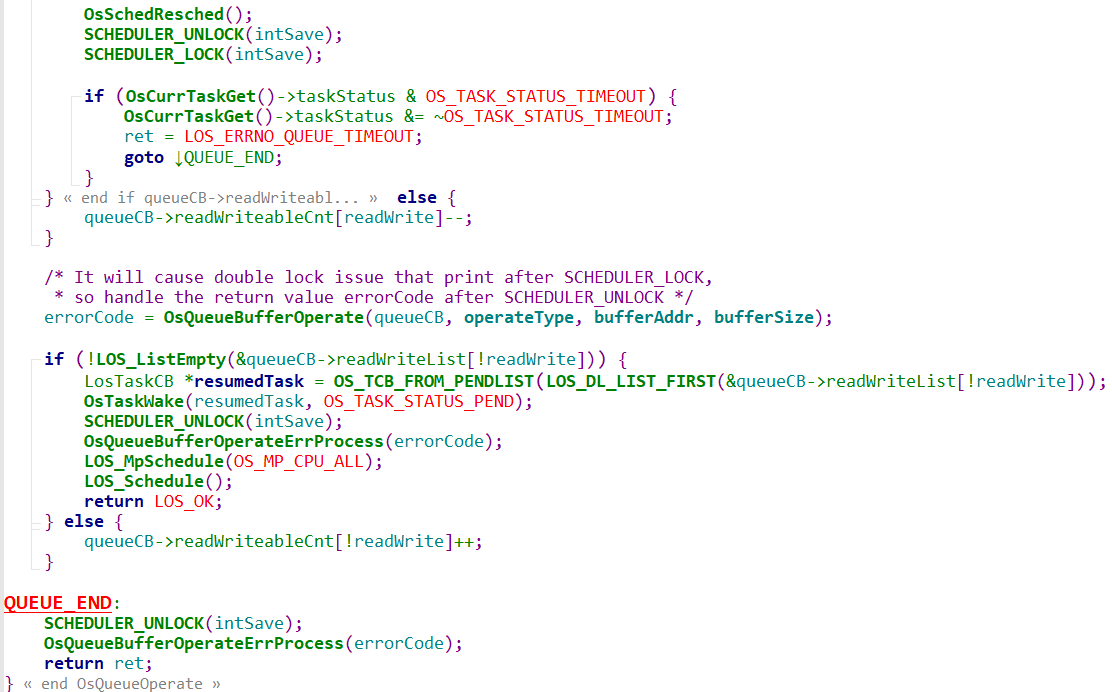 OsSchedResched();
SCHEDULER_UNLOCK(intSave);
SCHEDULER_LOCK(intSave);
if (OsCurrTaskGet()->taskStatus & OS_TASK_STATUS_TIMEOUT) {
OsCurrTaskGet()->taskStatus &= ~OS_TASK_STATUS_TIMEOUT;
ret = LOS_ERRNO_QUEUE_TIMEOUT;
goto ↓QUEUE_END;
}
} « end if queueCB->readWriteabl... » else {
queueCB->readWriteableCnt[readWrite]--;
}
/* It will cause double lock issue that print after SCHEDULER_LOCK,
* so handle the return value errorCode after SCHEDULER_UNLOCK */
errorCode = OsQueueBufferOperate(queueCB, operateType, bufferAddr, bufferSize);
if (!LOS_ListEmpty(&queueCB->readWriteList[!readWrite])) {
LosTaskCB *resumedTask = OS_TCB_FROM_PENDLIST(LOS_DL_LIST_FIRST(&queueCB->readWriteList[!readWrite]));
OsTaskWake(resumedTask, OS_TASK_STATUS_PEND);
SCHEDULER_UNLOCK(intSave);
OsQueueBufferOperateErrProcess(errorCode);
LOS_MpSchedule(OS_MP_CPU_ALL);
LOS_Schedule();
return LOS_OK;
} else {
queueCB->readWriteableCnt[!readWrite]++;
}
QUEUE_END:
SCHEDULER_UNLOCK(intSave);
OsQueueBufferOperateErrProcess(errorCode);
return ret;
} « end OsQueueOperate »